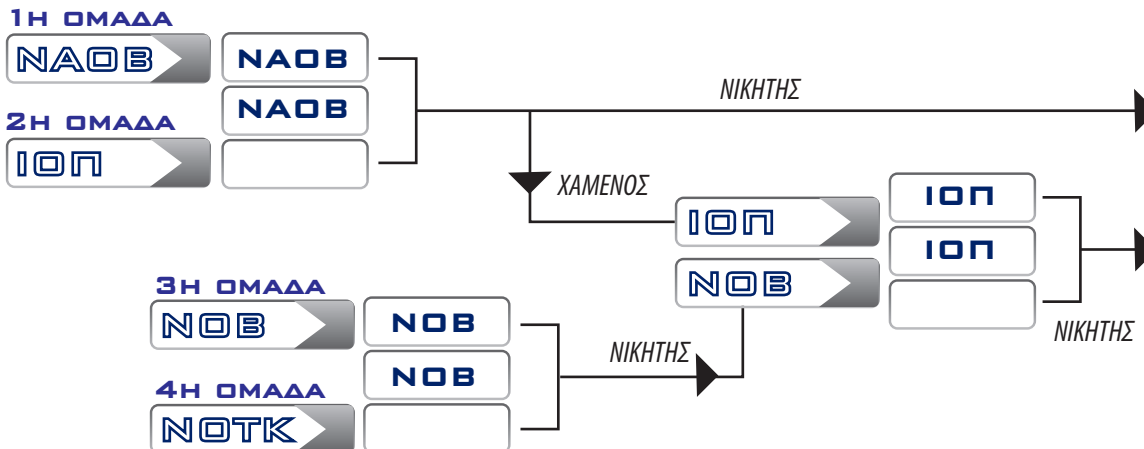 1Η ΟΜΑΔΑ
ΝΑΟΒ
ΝΑΟΒ
ΝΑΟΒ
2Η ΟΜΑΔΑ
ΙΟΠ
ΝΙΚΗΤΗΣ
ΧΑΜΕΝΟΣ
ΙΟΠ
ΙΟΠ
ΙΟΠ
ΝΟΒ
ΝΙΚΗΤΗΣ
3Η ΟΜΑΔΑ
ΝΟΒ
ΝΟΒ
ΝΟΒ
ΝΙΚΗΤΗΣ
4Η ΟΜΑΔΑ
ΝΟΤΚ